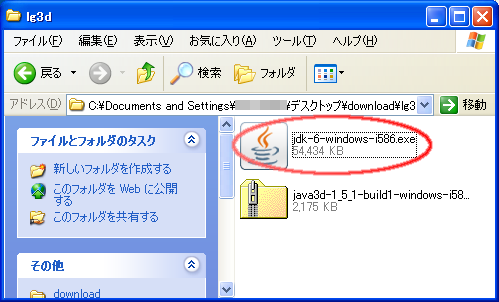 lg3d
ファイル(F) 編集(E) 表示(V) お気に入り(A) ツール(T) ヘルプ(H)
戻る 検索 フォルダ
アドレス(D) C:¥Documents and Settings¥ ¥デスクトップ¥download¥lg3 移動
ファイルとフォルダのタスク
新しいフォルダを作成する
このフォルダを Web に公開
する
このフォルダを共有する
その他
download
jdk-6-windows-i586.exe
54,434 KB
java3d-1_5_1-build1-windows-i58...
2,175 KB